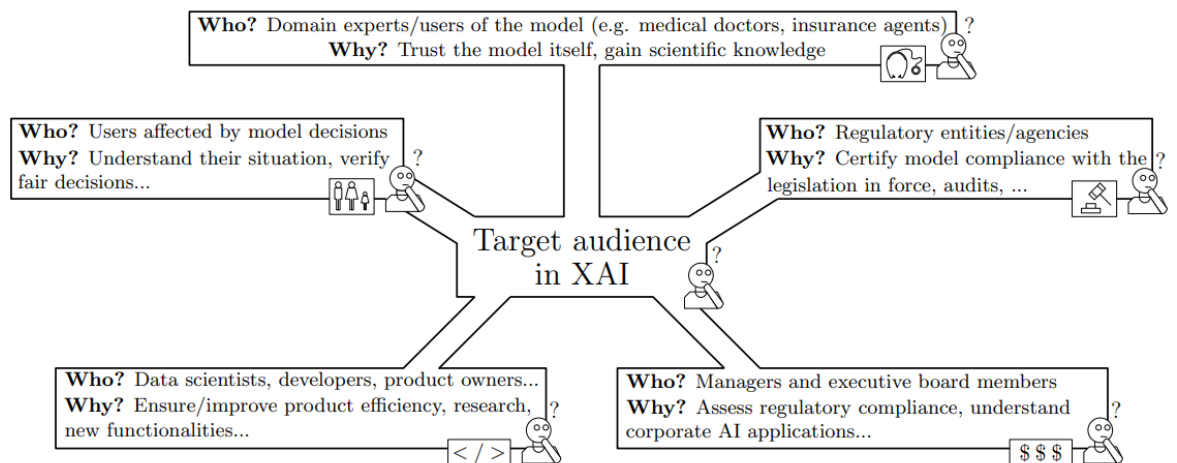 Who? Domain experts/users of the model (e.g. medical doctors, insurance agents)
?
Why? Trust the model itself, gain scientific knowledge
Who? Users affected by model decisions
Why? Understand their situation, verify
?
fair decisions...
Who? Regulatory entities/agencies
Why? Certify model compliance with the
?
legislation in force, audits, ...
Target audience
in XAI
?
Who? Data scientists, developers, product owners...
Why? Ensure/improve product efficiency, research,
?
new functionalities...
< / >
Who? Managers and executive board members
Why? Assess regulatory compliance, understand
?
corporate AI applications...
$ $ $